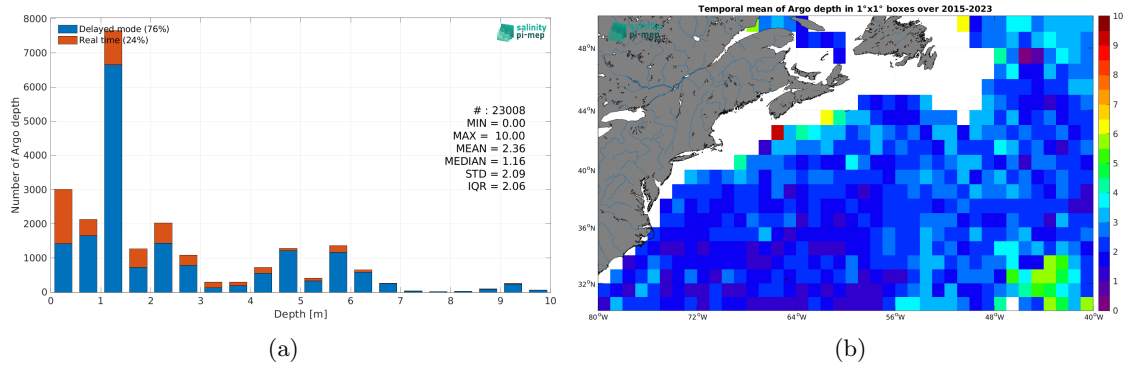 Delayed mode (76%)
Real time (24%)
salinity
pi-mep
# : 23008
MIN = 0.00
MAX = 10.00
MEAN = 2.36
MEDIAN = 1.16
STD = 2.09
IQR = 2.06
8000
7000
6000
5000
4000
3000
2000
1000
0
Number of Argo depth
0 1 2 3 4 5 6 7 8 9 10
Depth [m]
(a)
Temporal mean of Argo depth in 1°x1° boxes over 2015-2023
salinity
pi-mep
48°N
44°N
40°N
36°N
32°N
80°W 72°W 64°W 56°W 48°W 40°W
10
9
8
7
6
5
4
3
2
1
0
(b)